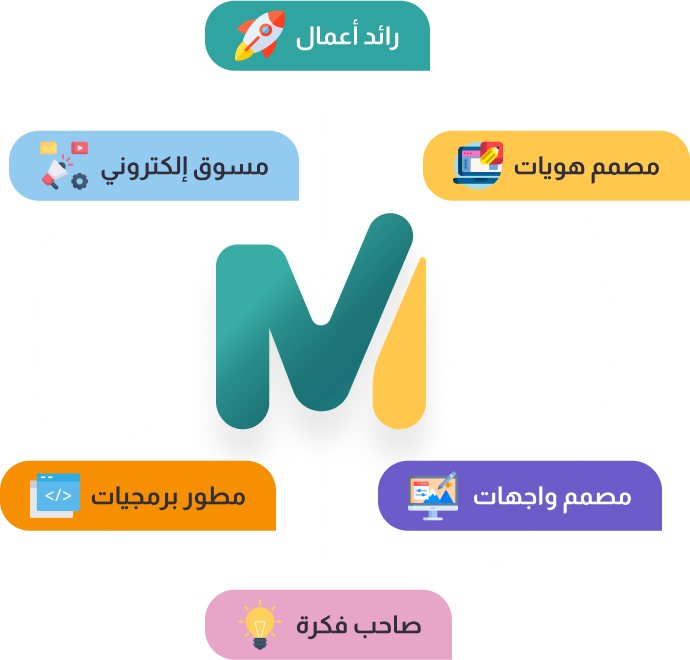 رائد أعمال
مصمم هويات
مسوق إلكتروني
مصمم واجهات
</>
مطور برمجيات
صاحب فكرة